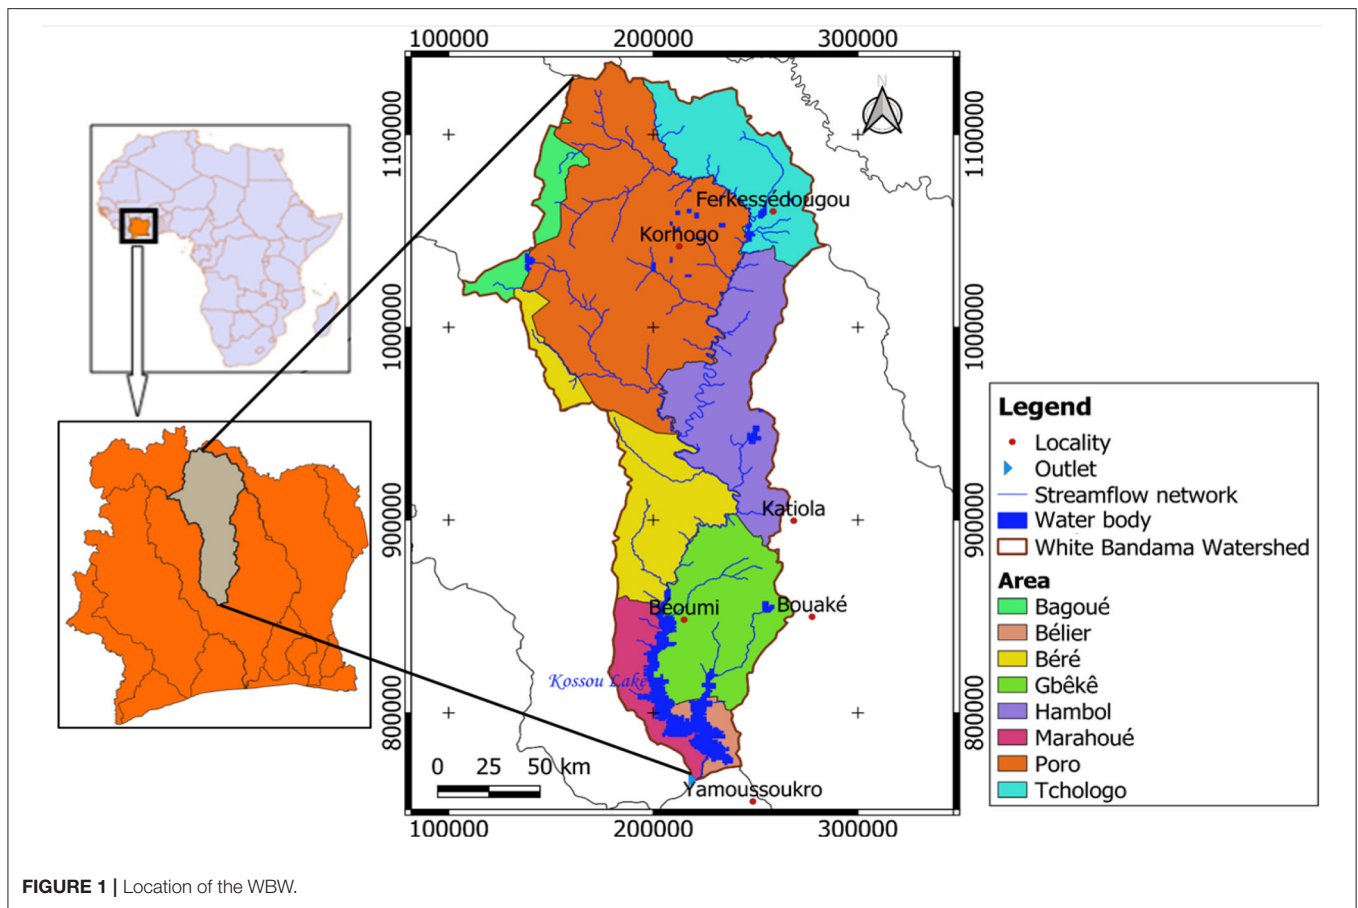 100000 200000 300000
N
1100000 1100000
Ferkessédougou
Korhogo
1000000 1000000
Katiola
900000 900000
Béoumi
Bouaké
Kossou Lake
800000 800000
0 25 50 km
Yamoussoukro
100000 200000 300000
Legend
Locality
Outlet
Streamflow network
Water body
White Bandama Watershed
Area
Bagoué
Bélier
Béré
Gbêkê
Hambol
Marahoué
Poro
Tchologo
FIGURE 1 | Location of the WBW.